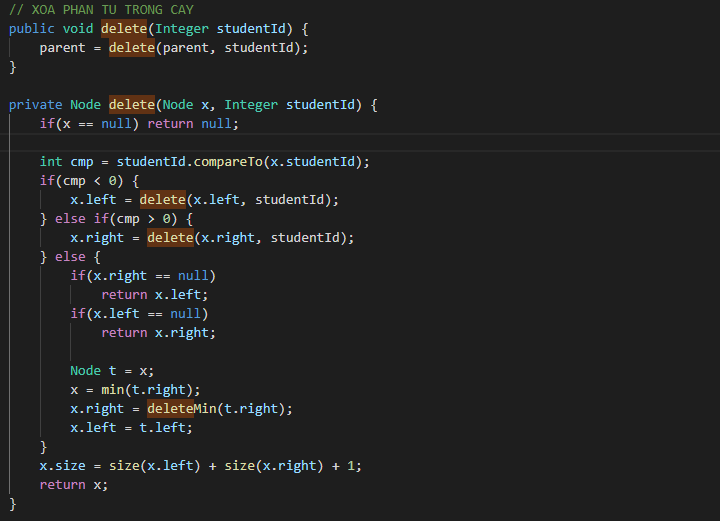 // XOA PHAN TU TRONG CAY
public void delete(Integer studentId) {
    parent = delete(parent, studentId);
}

private Node delete(Node x, Integer studentId) {
    if(x == null) return null;

    int cmp = studentId.compareTo(x.studentId);
    if(cmp < 0) {
        x.left = delete(x.left, studentId);
    } else if(cmp > 0) {
        x.right = delete(x.right, studentId);
    } else {
        if(x.right == null)
            return x.left;
        if(x.left == null)
            return x.right;

        Node t = x;
        x = min(t.right);
        x.right = deleteMin(t.right);
        x.left = t.left;
    }
    x.size = size(x.left) + size(x.right) + 1;
    return x;
}